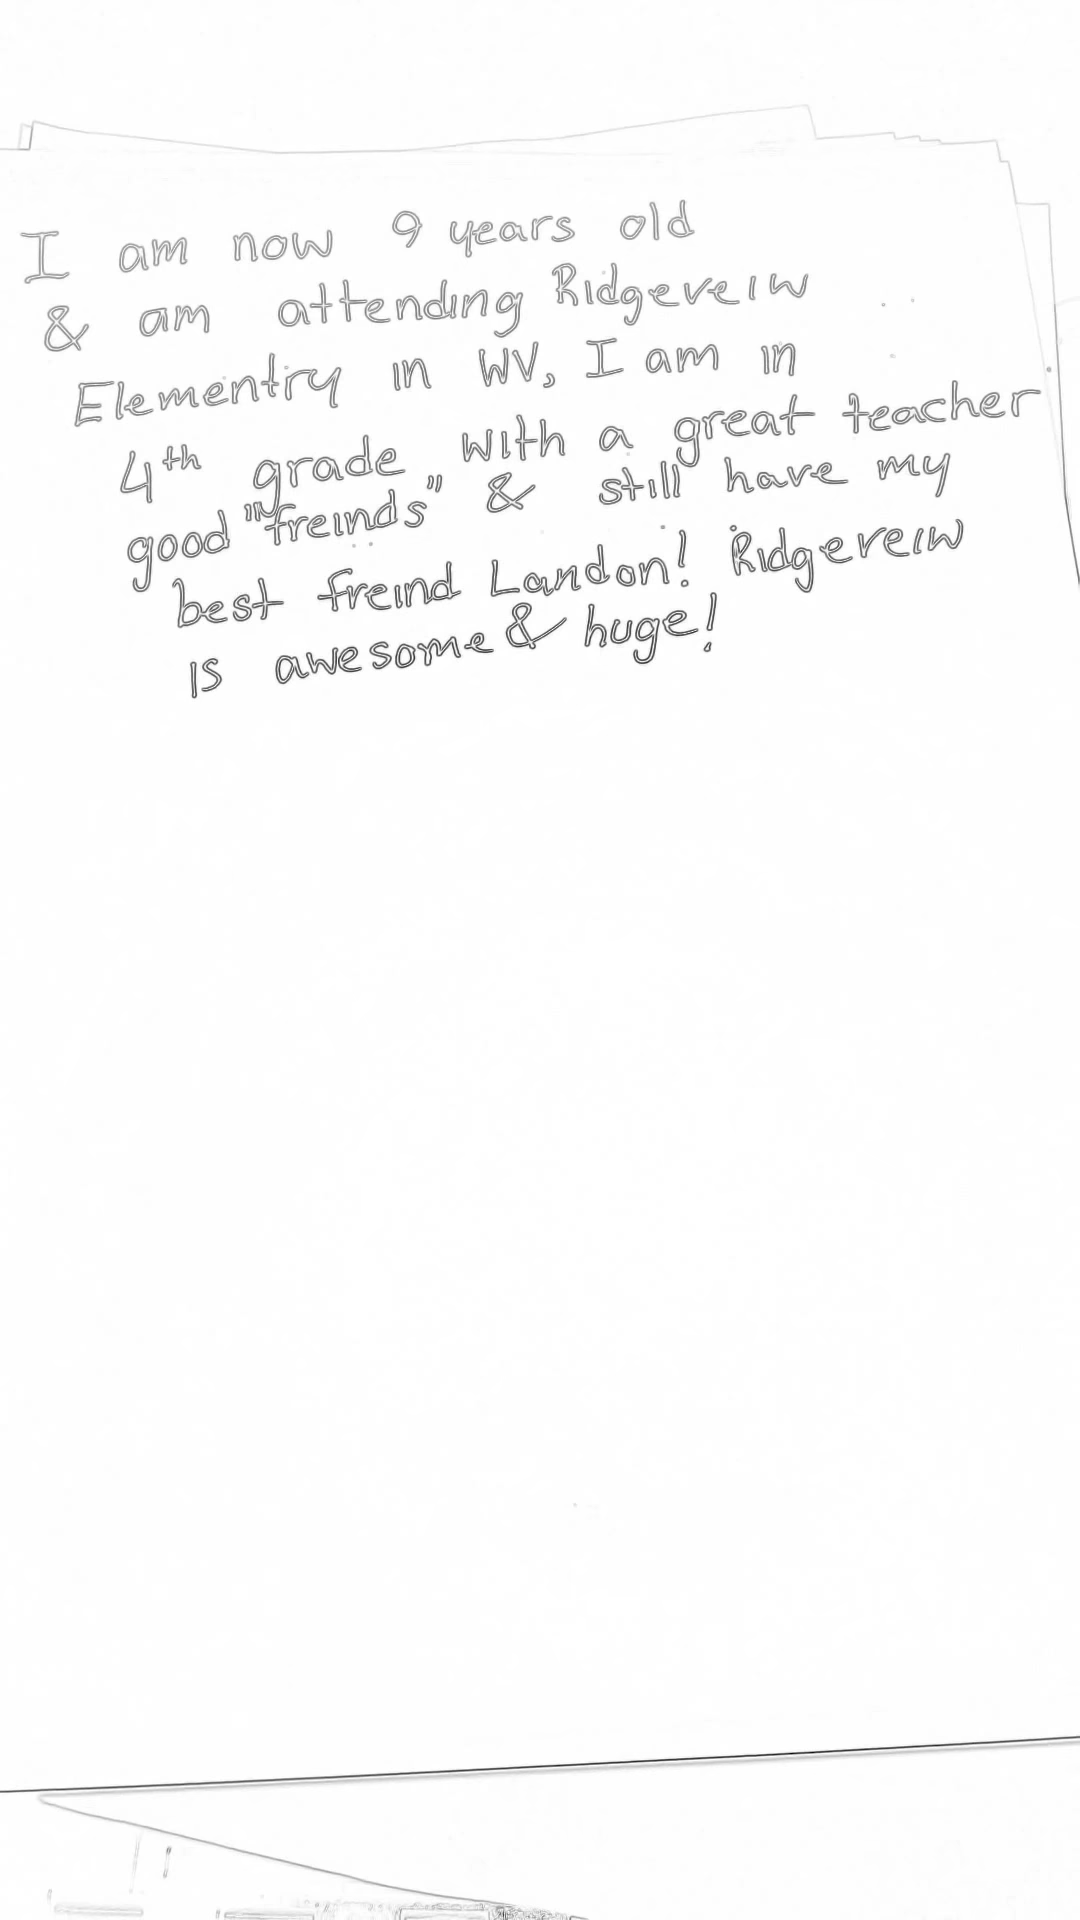 I am now 9 years old
& am attending Ridgeveiw
Elementry in WV, I am in
4th grade with a great teacher
good "freinds" & still have my
best freind Landon! Ridgeveiw
is awesome & huge!